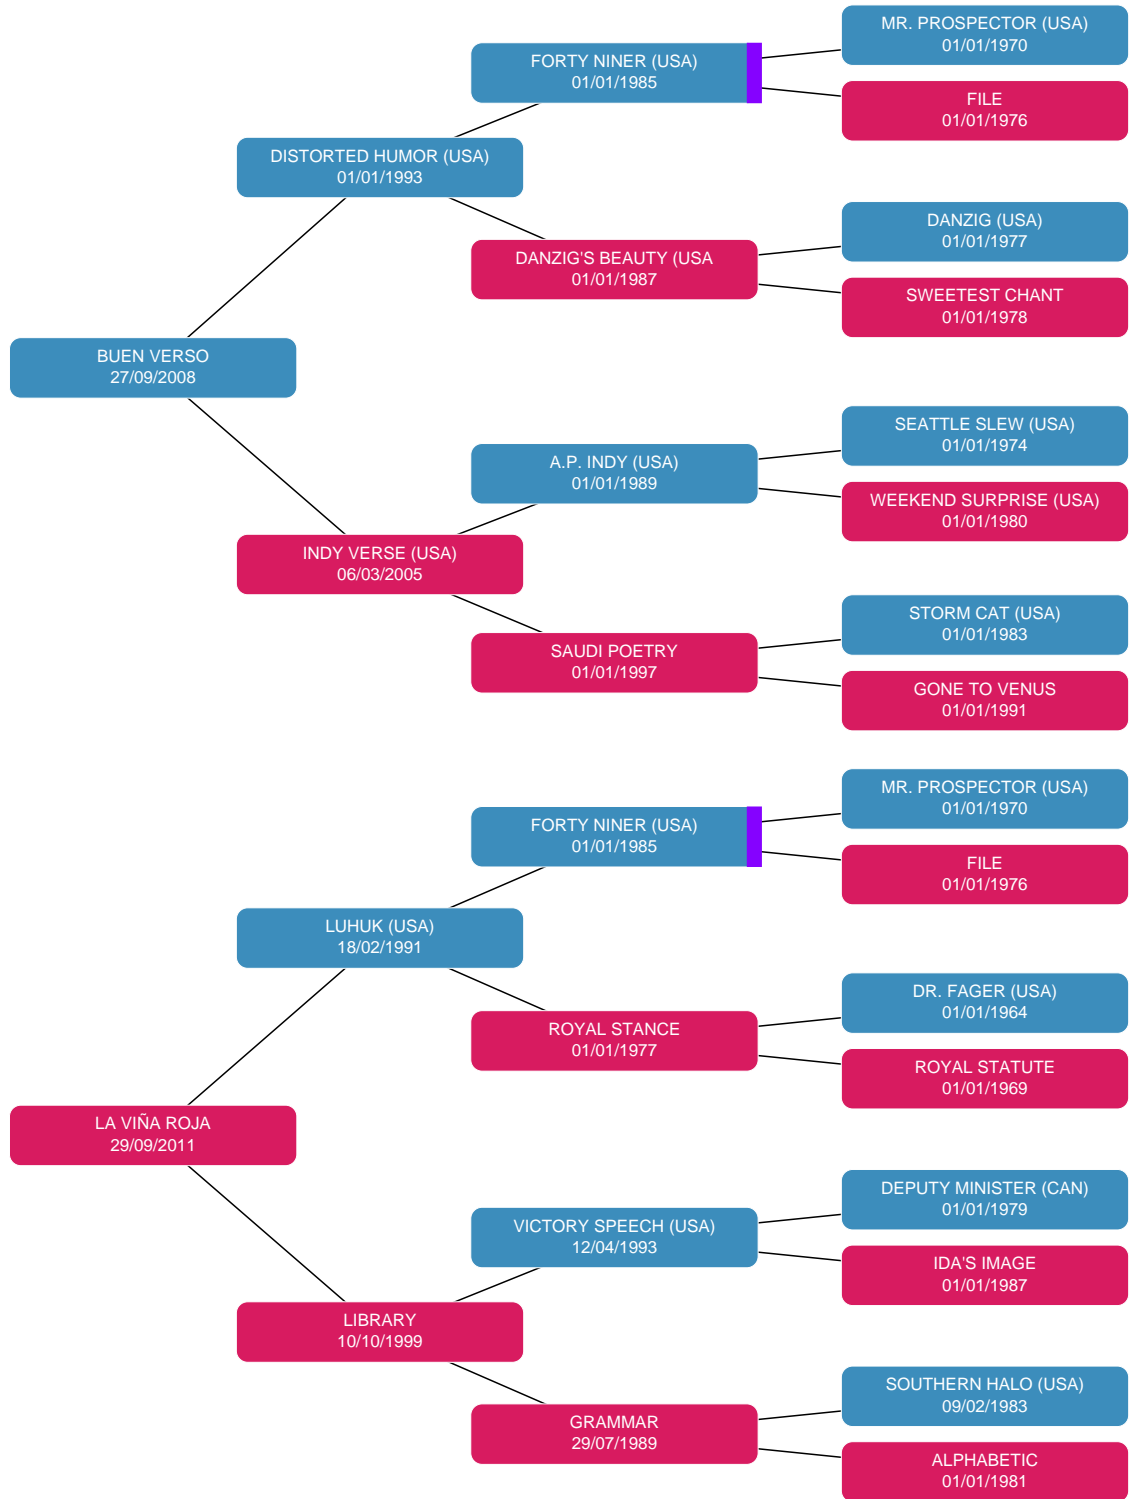 MR. PROSPECTOR (USA)
01/01/1970
FORTY NINER (USA)
01/01/1985
FILE
01/01/1976
DISTORTED HUMOR (USA)
01/01/1993
DANZIG (USA)
01/01/1977
DANZIG'S BEAUTY (USA
01/01/1987
SWEETEST CHANT
01/01/1978
BUEN VERSO
27/09/2008
SEATTLE SLEW (USA)
01/01/1974
A.P. INDY (USA)
01/01/1989
WEEKEND SURPRISE (USA)
01/01/1980
INDY VERSE (USA)
06/03/2005
STORM CAT (USA)
01/01/1983
SAUDI POETRY
01/01/1997
GONE TO VENUS
01/01/1991
MR. PROSPECTOR (USA)
01/01/1970
FORTY NINER (USA)
01/01/1985
FILE
01/01/1976
LUHUK (USA)
18/02/1991
DR. FAGER (USA)
01/01/1964
ROYAL STANCE
01/01/1977
ROYAL STATUTE
01/01/1969
LA VIÑA ROJA
29/09/2011
DEPUTY MINISTER (CAN)
01/01/1979
VICTORY SPEECH (USA)
12/04/1993
IDA'S IMAGE
01/01/1987
LIBRARY
10/10/1999
SOUTHERN HALO (USA)
09/02/1983
GRAMMAR
29/07/1989
ALPHABETIC
01/01/1981